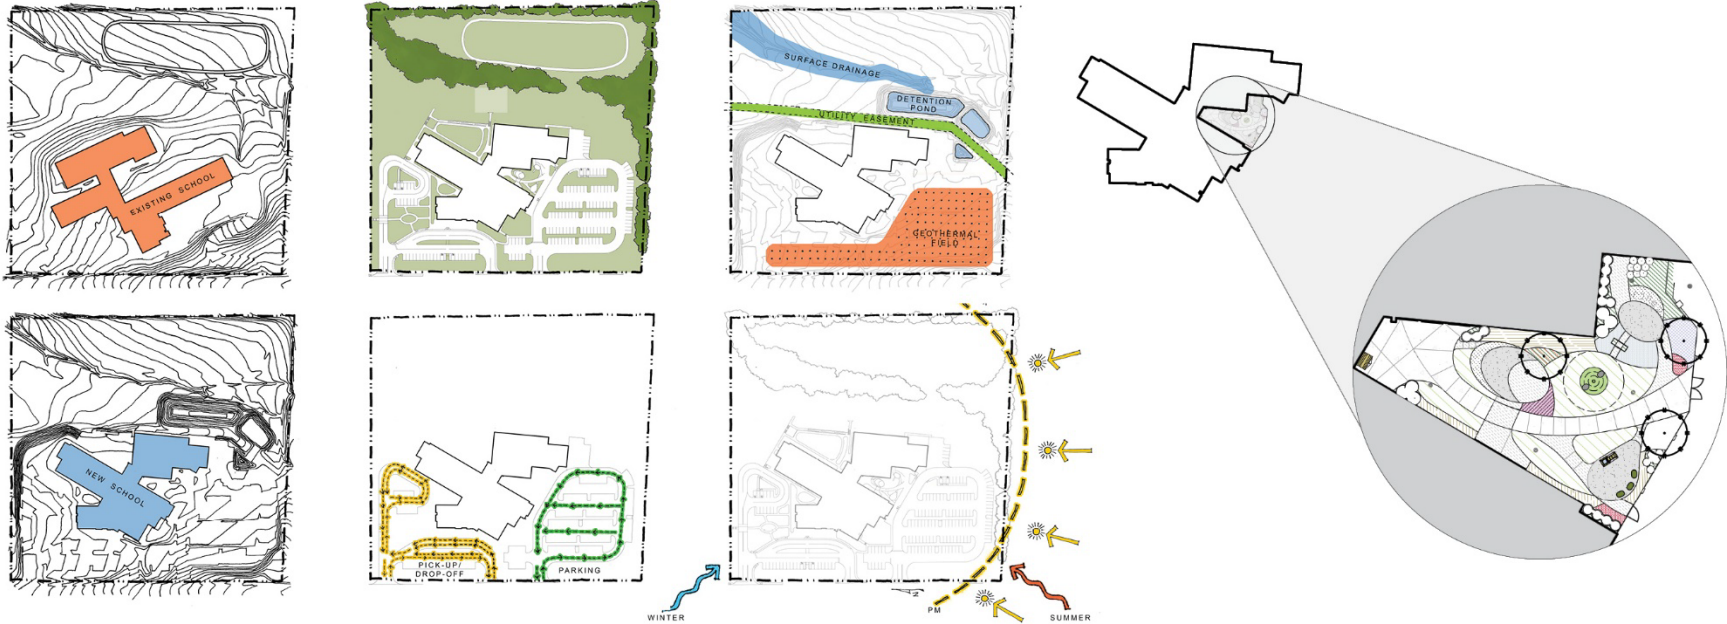 EXISTING SCHOOL
SURFACE DRAINAGE
DETENTION
POND
UTILITY EASEMENT
GEOTHERMAL
FIELD
NEW SCHOOL
PICK-UP/
DROP-OFF
PARKING
WINTER
PM
SUMMER